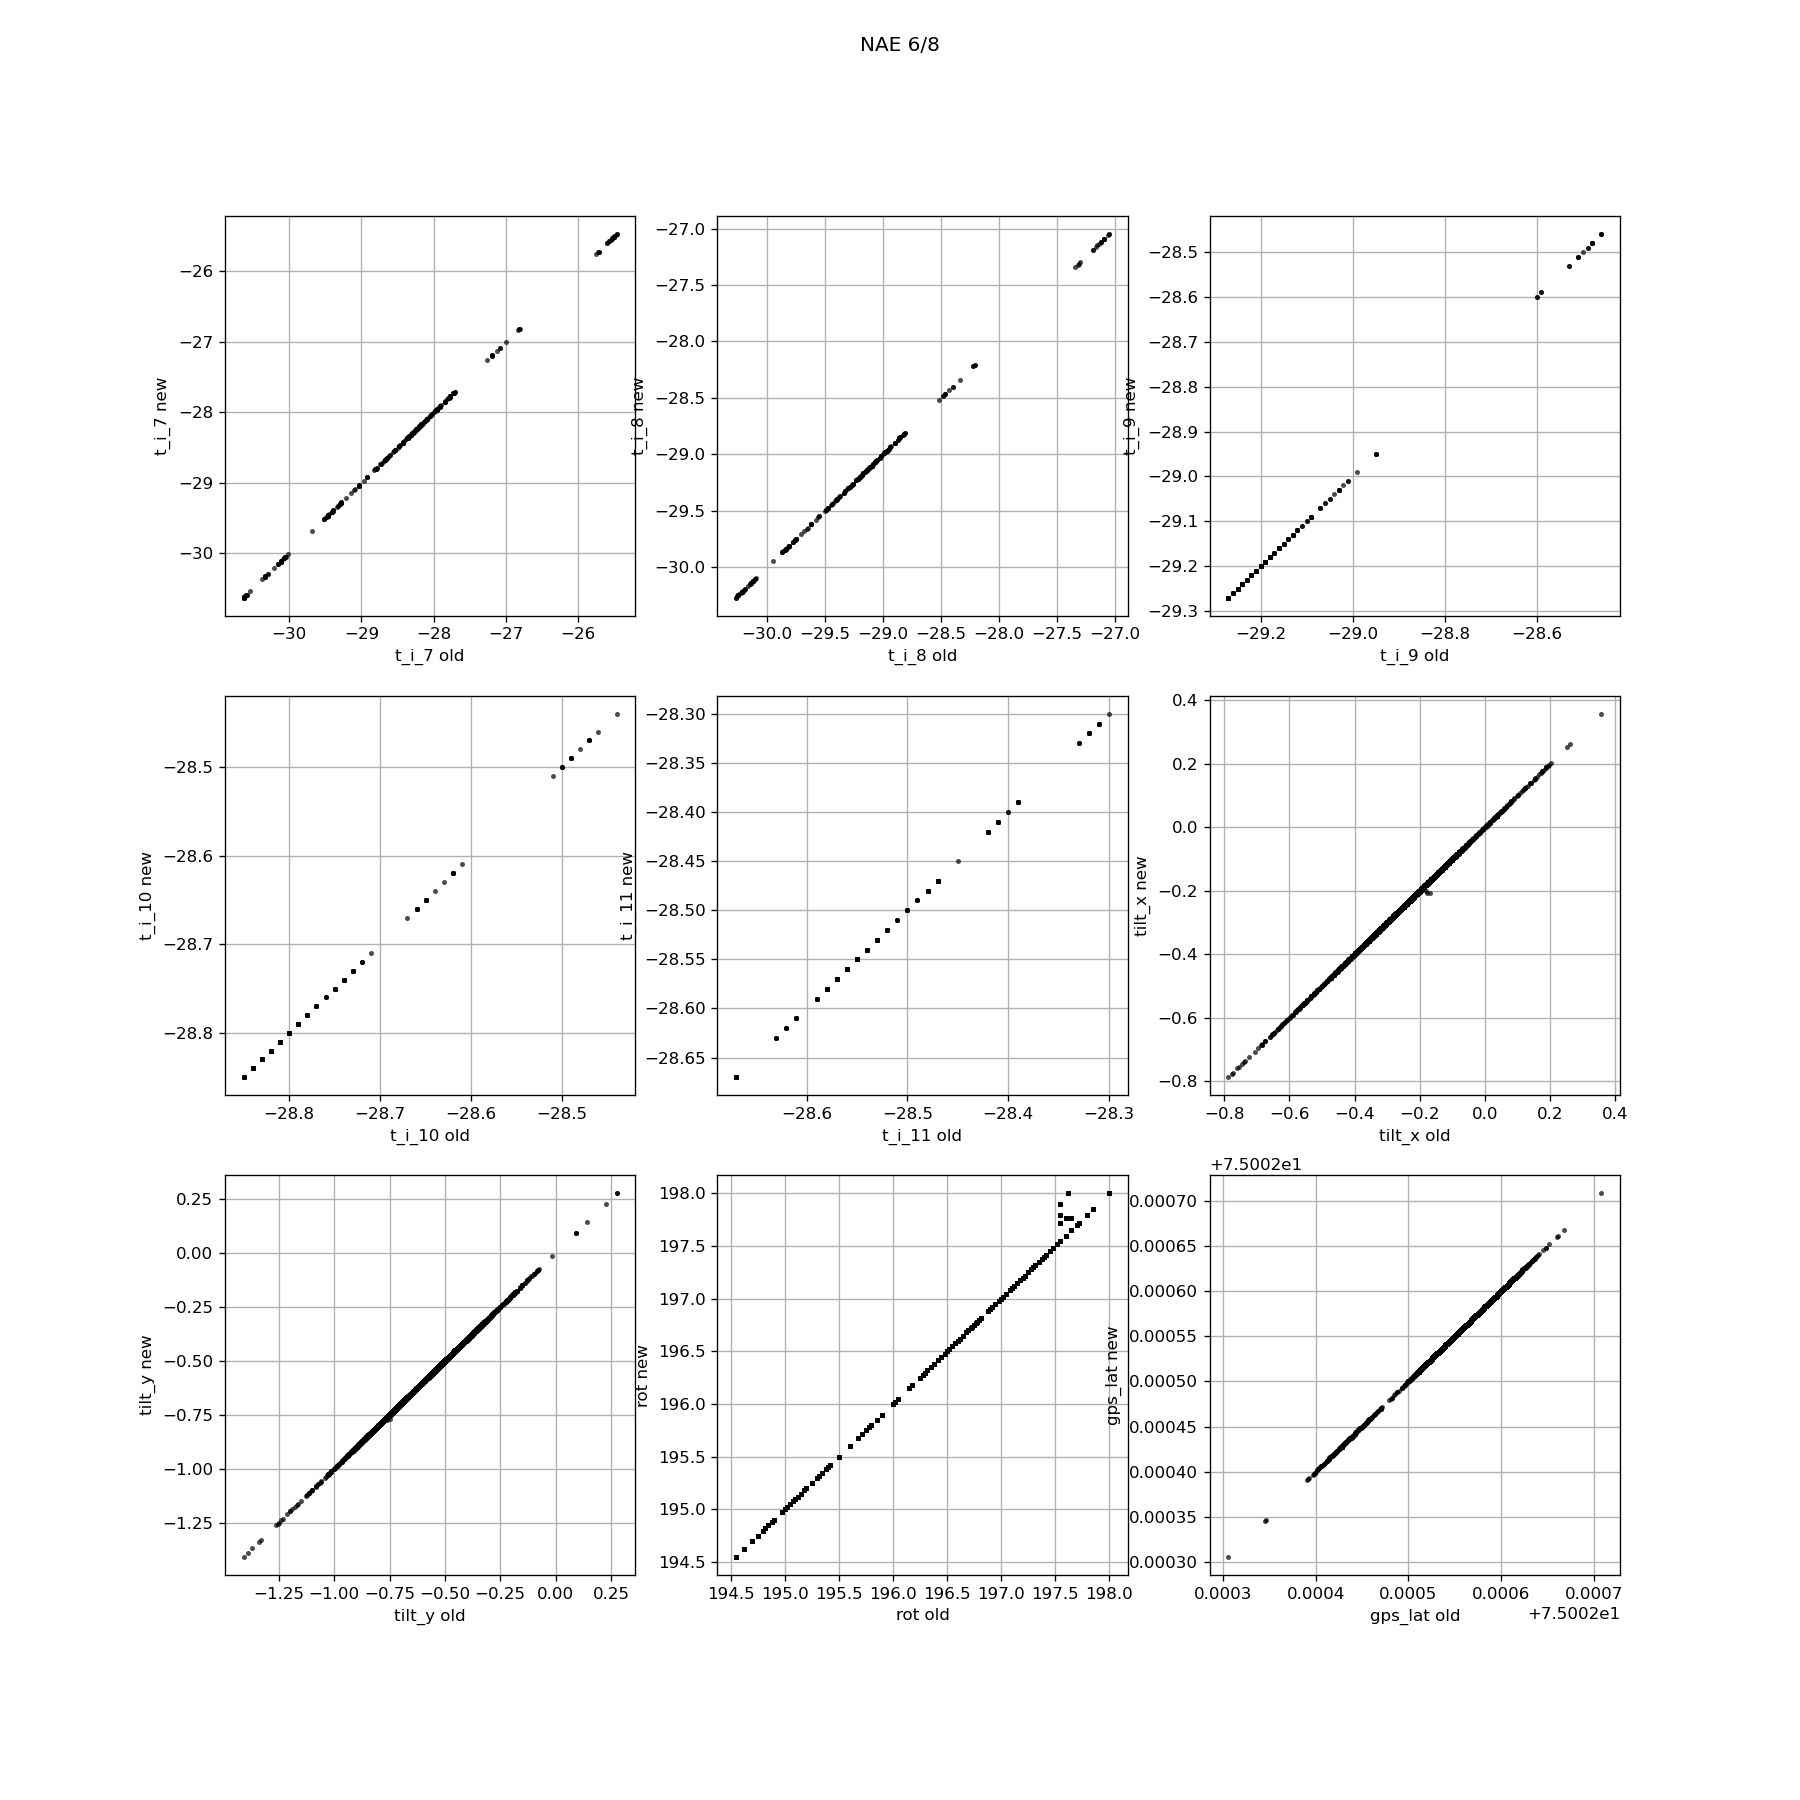 NAE 6/8
−26
−27
−28
−29
−30
t_i_7 new
−30 −29 −28 −27 −26
t_i_7 old
−27.0
−27.5
−28.0
−28.5
−29.0
−29.5
−30.0
t_i_8 new
−30.0 −29.5 −29.0 −28.5 −28.0 −27.5 −27.0
t_i_8 old
−28.5
−28.6
−28.7
−28.8
−28.9
−29.0
−29.1
−29.2
−29.3
t_i_9 new
−29.2 −29.0 −28.8 −28.6
t_i_9 old
−28.5
−28.6
−28.7
−28.8
t_i_10 new
−28.8 −28.7 −28.6 −28.5
t_i_10 old
−28.30
−28.35
−28.40
−28.45
−28.50
−28.55
−28.60
−28.65
t_i_11 new
−28.6 −28.5 −28.4 −28.3
t_i_11 old
0.4
0.2
0.0
−0.2
−0.4
−0.6
−0.8
tilt_x new
−0.8 −0.6 −0.4 −0.2 0.0 0.2 0.4
tilt_x old
0.25
0.00
−0.25
−0.50
−0.75
−1.00
−1.25
tilt_y new
−1.25 −1.00 −0.75 −0.50 −0.25 0.00 0.25
tilt_y old
198.0
197.5
197.0
196.5
196.0
195.5
195.0
194.5
rot new
194.5 195.0 195.5 196.0 196.5 197.0 197.5 198.0
rot old
+7.5002e1
0.00070
0.00065
0.00060
0.00055
0.00050
0.00045
0.00040
0.00035
0.00030
gps_lat new
0.0003 0.0004 0.0005 0.0006 0.0007
gps_lat old
+7.5002e1